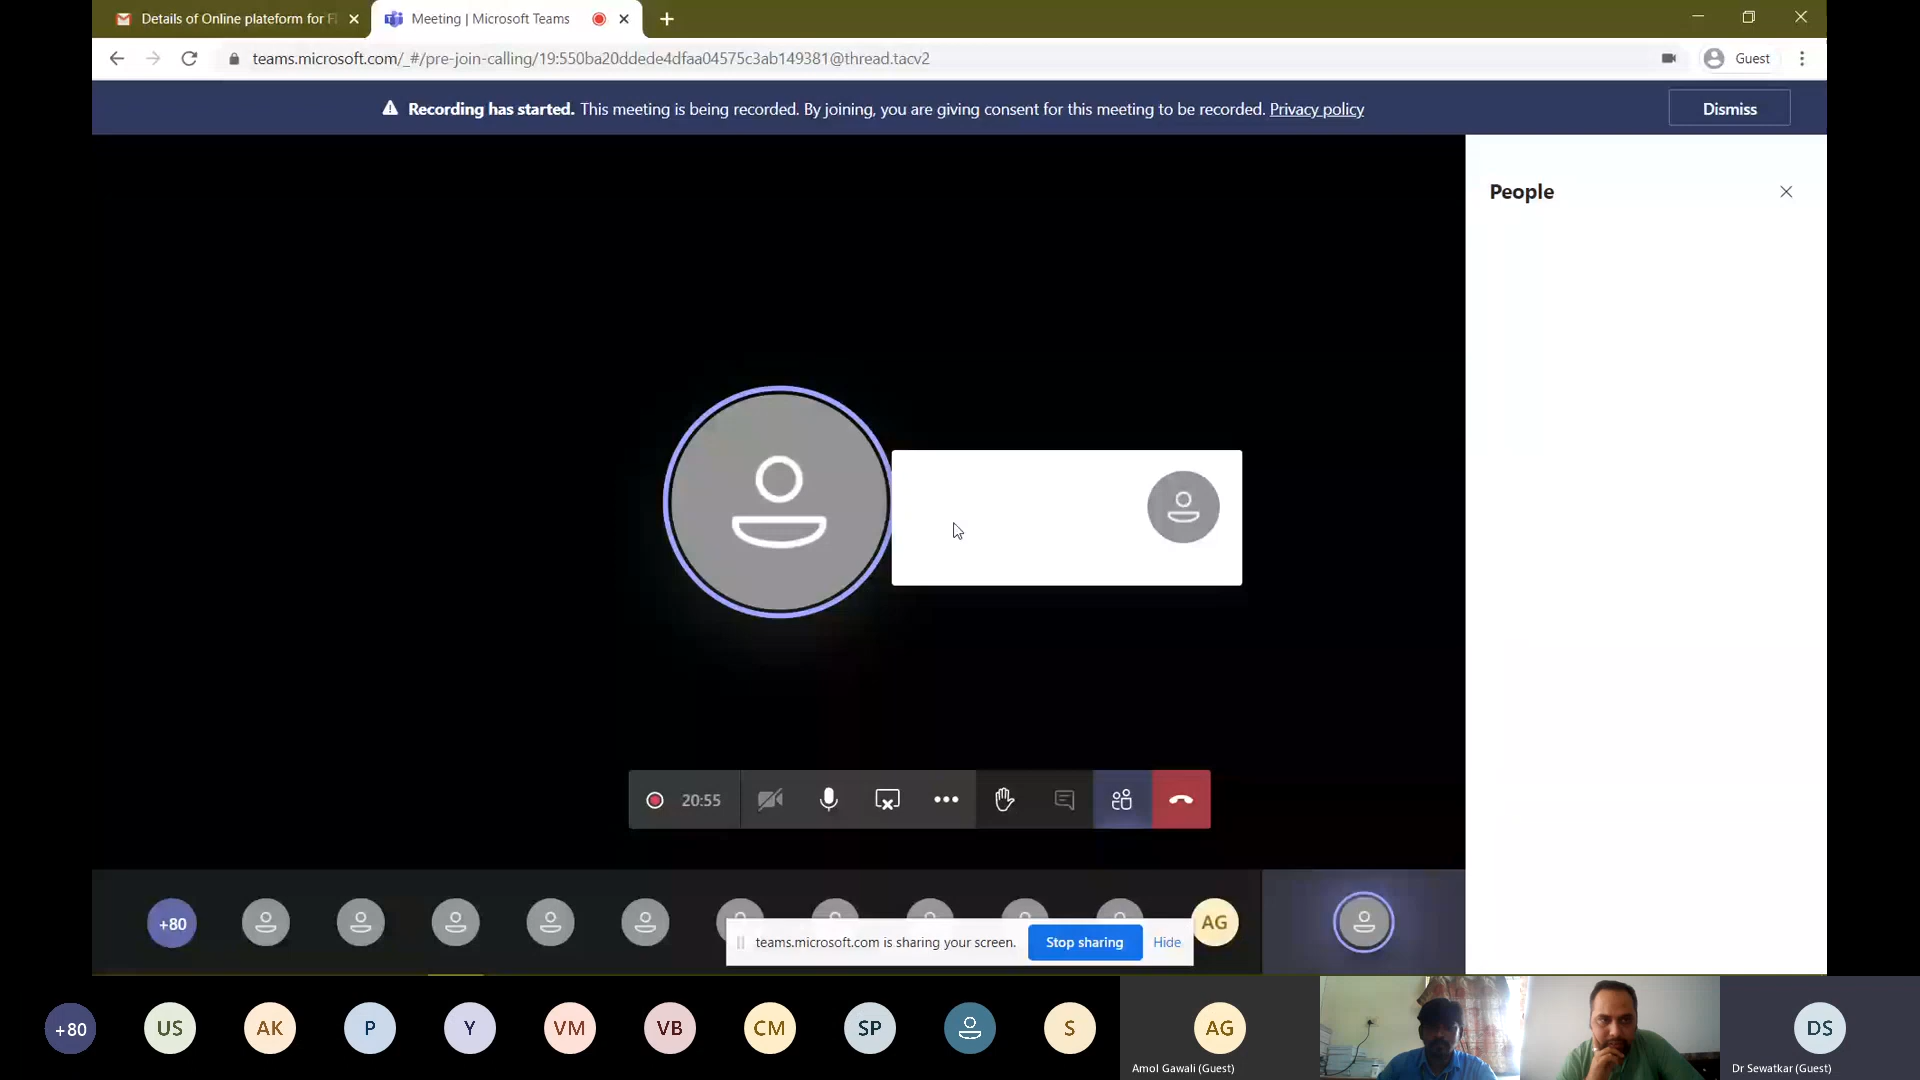 Details of Online plateform for F
Meeting | Microsoft Teams
teams.microsoft.com/_#/pre-join-calling/19:550ba20ddede4dfaa04575c3ab149381@thread.tacv2
Guest
Recording has started. This meeting is being recorded. By joining, you are giving consent for this meeting to be recorded. Privacy policy
Dismiss
People
20:55
+80
AG
teams.microsoft.com is sharing your screen.
Stop sharing
Hide
+80
US
AK
P
Y
VM
VB
CM
SP
S
AG
DS
Amol Gawali (Guest)
Dr Sewatkar (Guest)